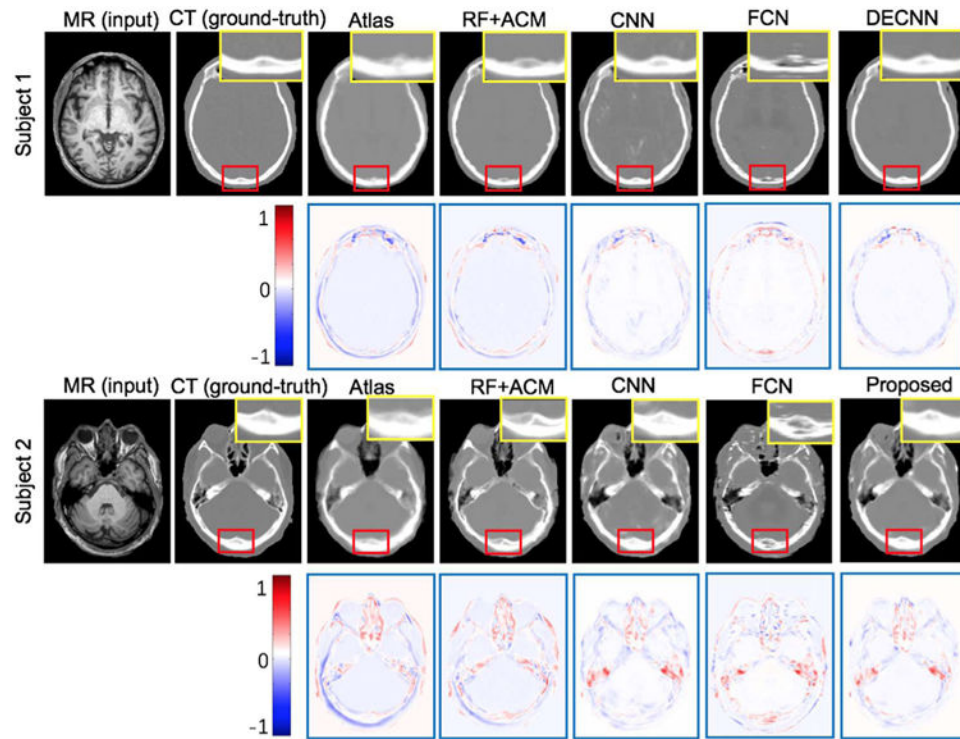 MR (input) CT (ground-truth) Atlas RF+ACM CNN FCN DECNN
Subject 1
1
0
-1
MR (input) CT (ground-truth) Atlas RF+ACM CNN FCN Proposed
Subject 2
1
0
-1